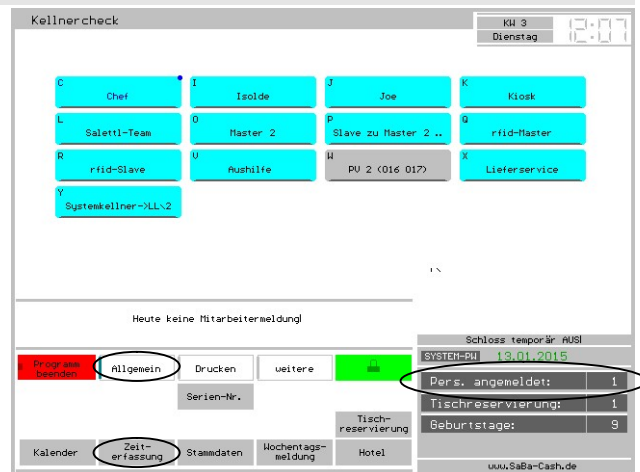 Kellnercheck
KW 3
Dienstag
12:07
C
Chef
I
Isolde
J
Joe
K
Kiosk
L
Salettl-Team
O
Master 2
P
Slave zu Master 2 ..
Q
rfid-Master
R
rfid-Slave
V
Aushilfe
W
PV 2 (016 017)
X
Lieferservice
Y
Systemkellner->LL\2
Heute keine Mitarbeitermeldung!
Programm
beenden
Allgemein
Drucken
weitere
Serien-Nr.
Tisch-
reservierung
Kalender
Zeit-
erfassung
Stammdaten
Wochentags-
meldung
Hotel
Schloss temporär AUS!
SYSTEM-PW 13.01.2015
Pers. angemeldet: 1
Tischreservierung: 1
Geburtstage: 9
www.SaBa-Cash.de